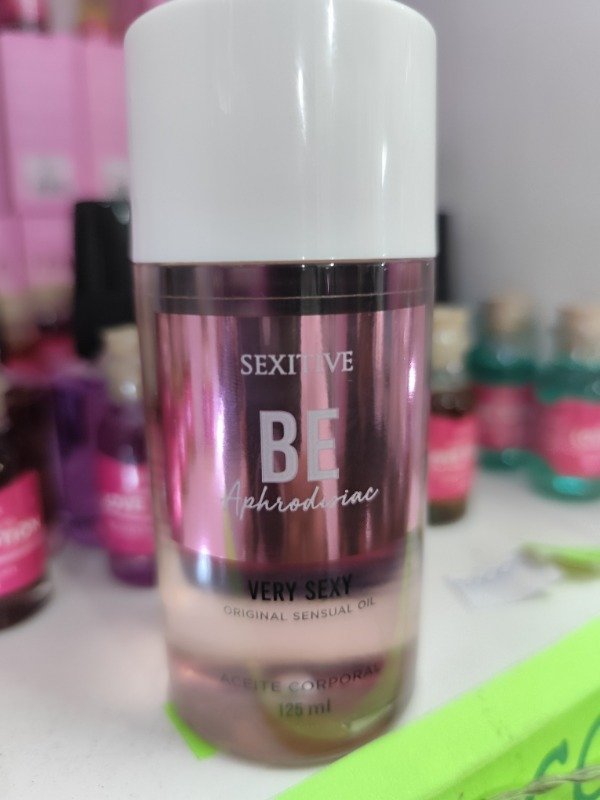 SEXITIVE
BE
Aphrodisiac
VERY SEXY
ORIGINAL SENSUAL OIL
ACEITE CORPORAL
125 ml